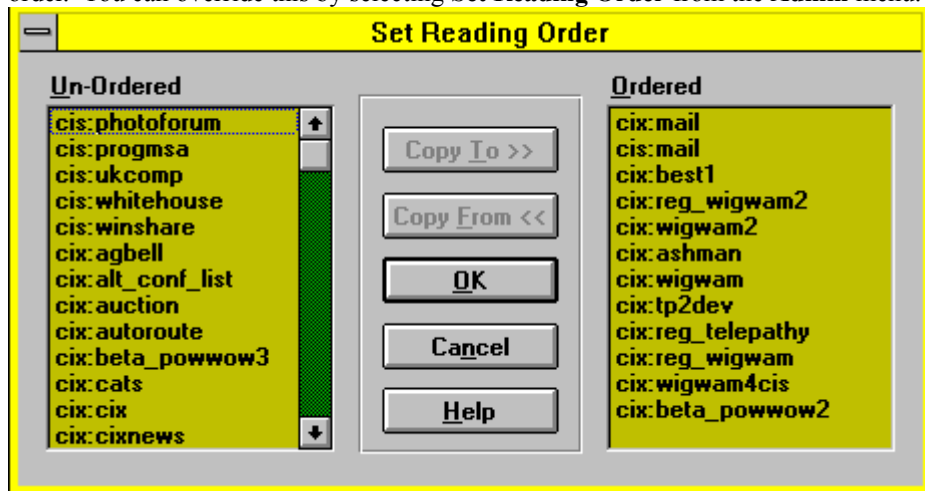 order. You can override this by selecting Set Reading Order from the Admin menu.
Set Reading Order
Un-Ordered
cis:photoforum
cis:progmsa
cis:ukcomp
cis:whitehouse
cis:winshare
cix:agbell
cix:alt_conf_list
cix:auction
cix:autoroute
cix:beta_powwow3
cix:cats
cix:cix
cix:cixnews
Copy To >>
Copy From <<
OK
Cancel
Help
Ordered
cix:mail
cis:mail
cix:best1
cix:reg_wigwam2
cix:wigwam2
cix:ashman
cix:wigwam
cix:tp2dev
cix:reg_telepathy
cix:reg_wigwam
cix:wigwam4cis
cix:beta_powwow2